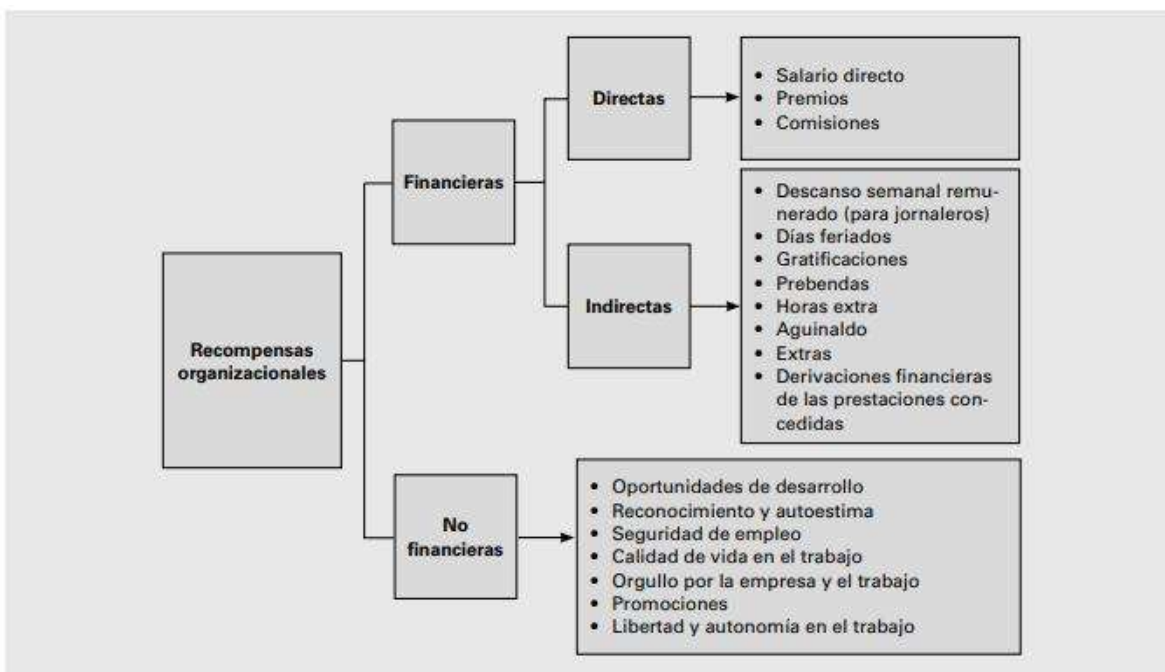 Recompensas
organizacionales
Financieras
Directas
• Salario directo
• Premios
• Comisiones
Indirectas
• Descanso semanal remu-
nerado (para jornaleros)
• Días feriados
• Gratificaciones
• Prebendas
• Horas extra
• Aguinaldo
• Extras
• Derivaciones financieras
de las prestaciones con-
cedidas
No
financieras
• Oportunidades de desarrollo
• Reconocimiento y autoestima
• Seguridad de empleo
• Calidad de vida en el trabajo
• Orgullo por la empresa y el trabajo
• Promociones
• Libertad y autonomía en el trabajo